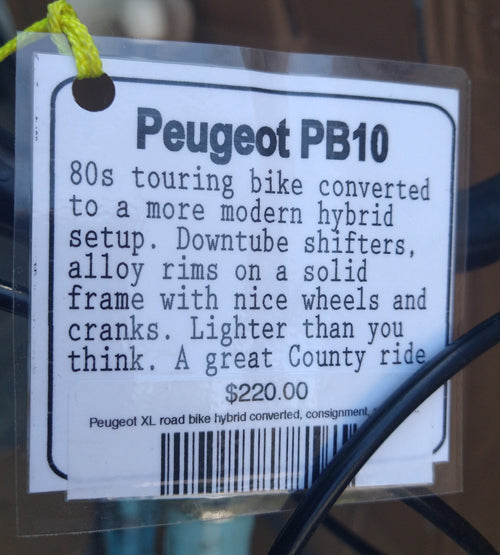 Peugeot PB10
80s touring bike converted
to a more modern hybrid
setup. Downtube shifters,
alloy rims on a solid
frame with nice wheels and
cranks. Lighter than you
think. A great County ride
$220.00
Peugeot XL road bike hybrid converted, consignment,